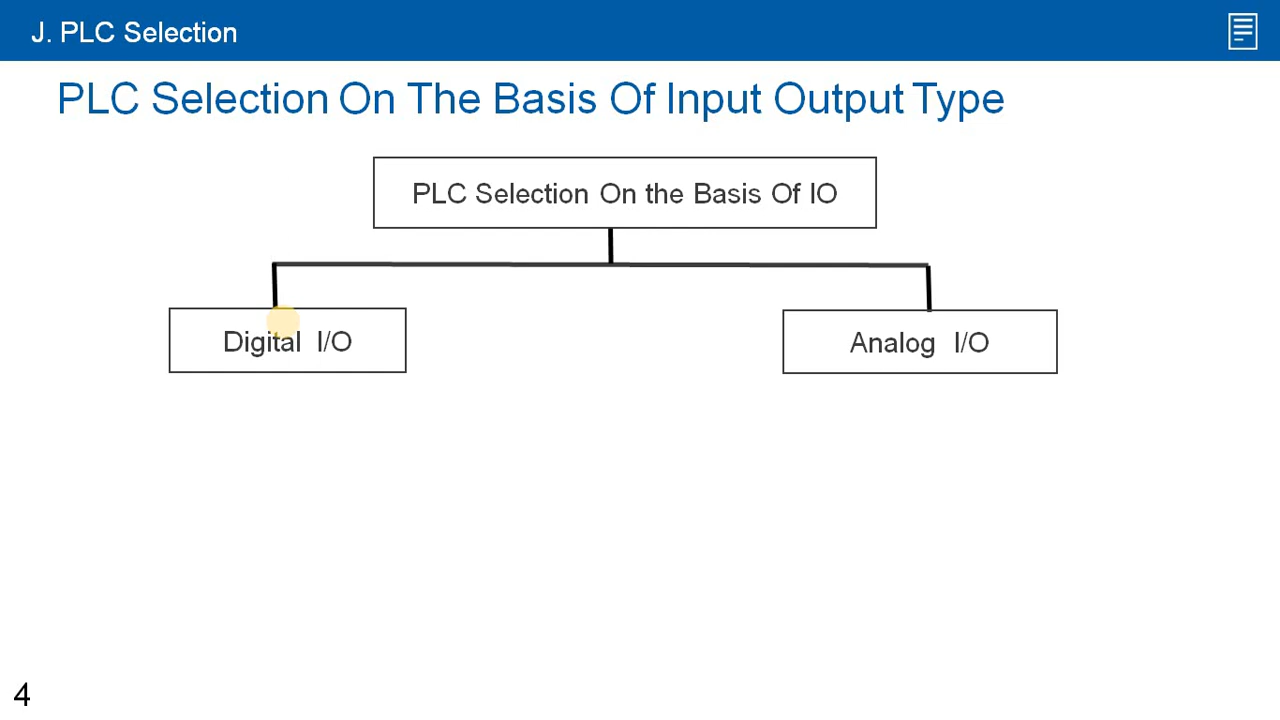 J. PLC Selection
PLC Selection On The Basis Of Input Output Type
PLC Selection On the Basis Of IO
Digital I/O
Analog I/O
4